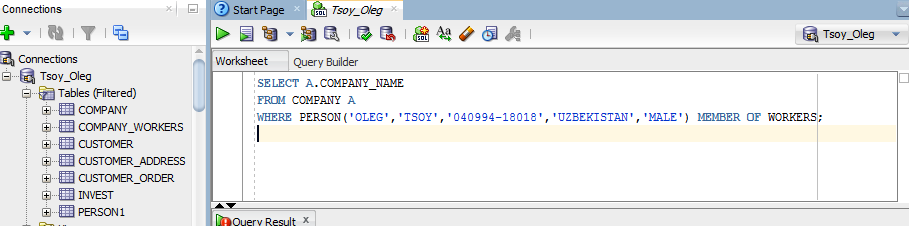 Connections
Start Page
Tsoy_Oleg
Tsoy_Oleg
Worksheet
Query Builder
Connections
Tsoy_Oleg
Tables (Filtered)
COMPANY
COMPANY_WORKERS
CUSTOMER
CUSTOMER_ADDRESS
CUSTOMER_ORDER
INVEST
PERSON1
SELECT A.COMPANY_NAME
FROM COMPANY A
WHERE PERSON('OLEG','TSOY','040994-18018','UZBEKISTAN','MALE') MEMBER OF WORKERS;
Query Result